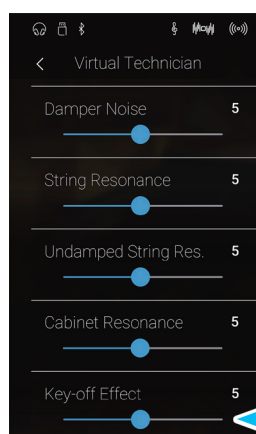 Virtual Technician
Damper Noise 5
String Resonance 5
Undamped String Res. 5
Cabinet Resonance 5
Key-off Effect 5